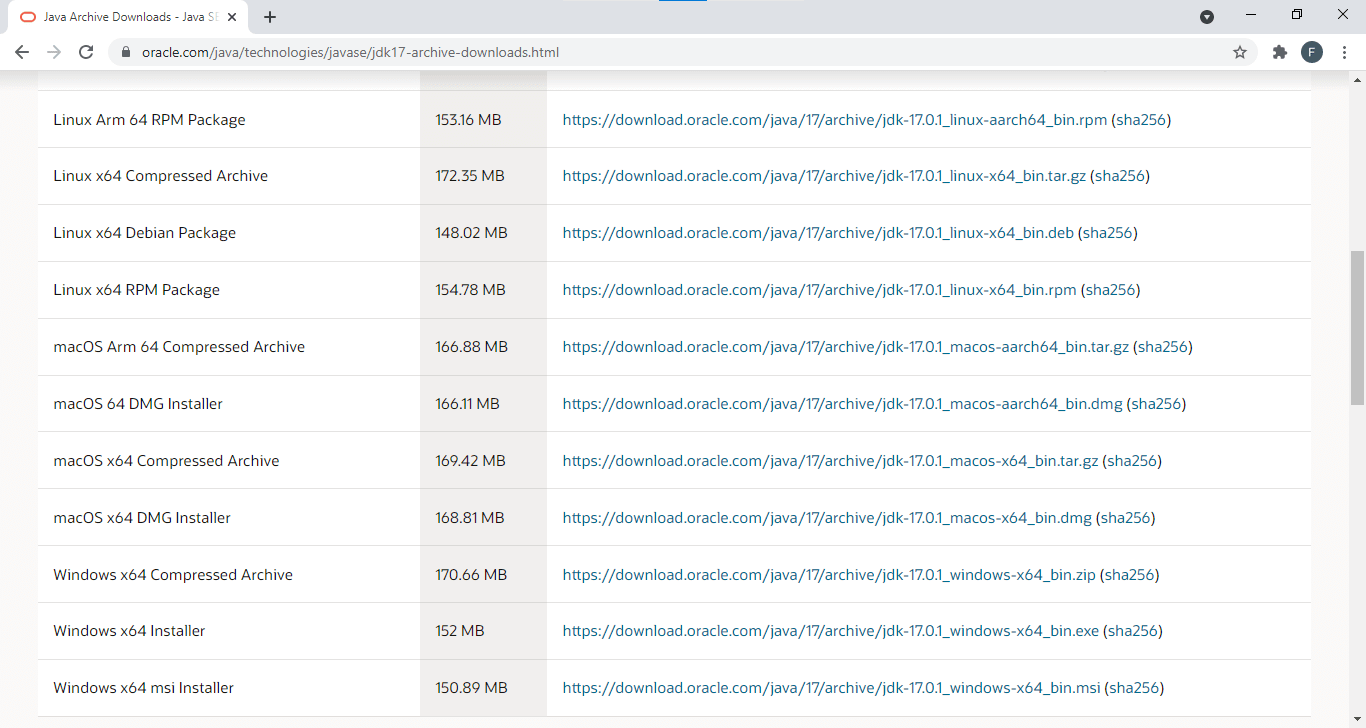 Java Archive Downloads - Java SE
oracle.com/java/technologies/javase/jdk17-archive-downloads.html
F
Linux Arm 64 RPM Package 153.16 MB https://download.oracle.com/java/17/archive/jdk-17.0.1_linux-aarch64_bin.rpm (sha256)
Linux x64 Compressed Archive 172.35 MB https://download.oracle.com/java/17/archive/jdk-17.0.1_linux-x64_bin.tar.gz (sha256)
Linux x64 Debian Package 148.02 MB https://download.oracle.com/java/17/archive/jdk-17.0.1_linux-x64_bin.deb (sha256)
Linux x64 RPM Package 154.78 MB https://download.oracle.com/java/17/archive/jdk-17.0.1_linux-x64_bin.rpm (sha256)
macOS Arm 64 Compressed Archive 166.88 MB https://download.oracle.com/java/17/archive/jdk-17.0.1_macos-aarch64_bin.tar.gz (sha256)
macOS 64 DMG Installer 166.11 MB https://download.oracle.com/java/17/archive/jdk-17.0.1_macos-aarch64_bin.dmg (sha256)
macOS x64 Compressed Archive 169.42 MB https://download.oracle.com/java/17/archive/jdk-17.0.1_macos-x64_bin.tar.gz (sha256)
macOS x64 DMG Installer 168.81 MB https://download.oracle.com/java/17/archive/jdk-17.0.1_macos-x64_bin.dmg (sha256)
Windows x64 Compressed Archive 170.66 MB https://download.oracle.com/java/17/archive/jdk-17.0.1_windows-x64_bin.zip (sha256)
Windows x64 Installer 152 MB https://download.oracle.com/java/17/archive/jdk-17.0.1_windows-x64_bin.exe (sha256)
Windows x64 msi Installer 150.89 MB https://download.oracle.com/java/17/archive/jdk-17.0.1_windows-x64_bin.msi (sha256)